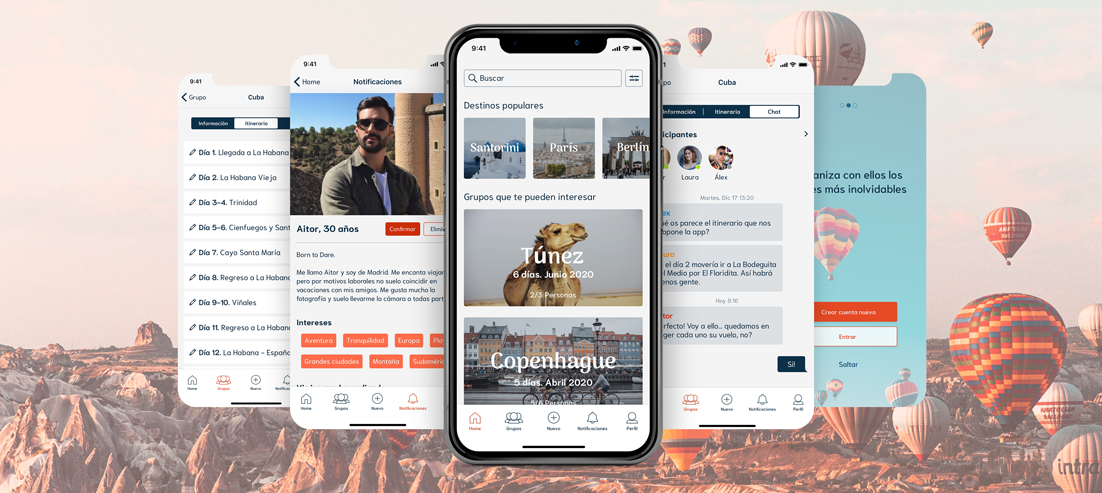 9:41
Grupo
Cuba
Información
Itinerario
Día 1. Llegada a La Habana
Día 2. La Habana Vieja
Día 3-4. Trinidad
Día 5-6. Cienfuegos y Sant
Día 7. Cayo Santa María
Día 8. Regreso a La Habana
Día 9-10. Viñales
Día 11. Regreso a La Habana
Día 12. La Habana - España
Home
Grupos
Nuevo
9:41
Home
Notificaciones
Aitor, 30 años
Confirmar
Elimi
Born to Dare.
Me llamo Aitor y soy de Madrid. Me encanta viajar
pero por motivos laborales no suelo coincidir en
vacaciones con mis amigos. Me gusta mucho la
fotografía y suelo llevarme la cámara a todas part
Intereses
Aventura
Tranquilidad
Europa
Grandes ciudades
Montaña
Sudaméri
Home
Grupos
Nuevo
Notificaciones
9:41
Buscar
Destinos populares
Santorini
París
Berlín
Grupos que te pueden interesar
Túnez
6 días. Junio 2020
2/3 Personas
Copenhague
5 días. Abril 2020
5/6 Personas
Home
Grupos
Nuevo
Notificaciones
Perfil
po
Cuba
Información
Itinerario
Chat
ticipantes
r
Laura
Álex
Martes, Dic 17 13:20
ex
ué os parece el itinerario que nos
opone la app?
ura
el día 2 movería ir a La Bodeguita
l Medio por El Floridita. Así habrá
enos gente.
Hoy 8:16
tor
erfecto! Voy a ello... quedamos en
ger cada uno su vuelo, no?
Sí!
Grupos
Nuevo
Notificaciones
Perfil
aniza con ellos los
es más inolvidables
Crear cuenta nueva
Entrar
Saltar
ANATOLIAN
BALLOONS
intra